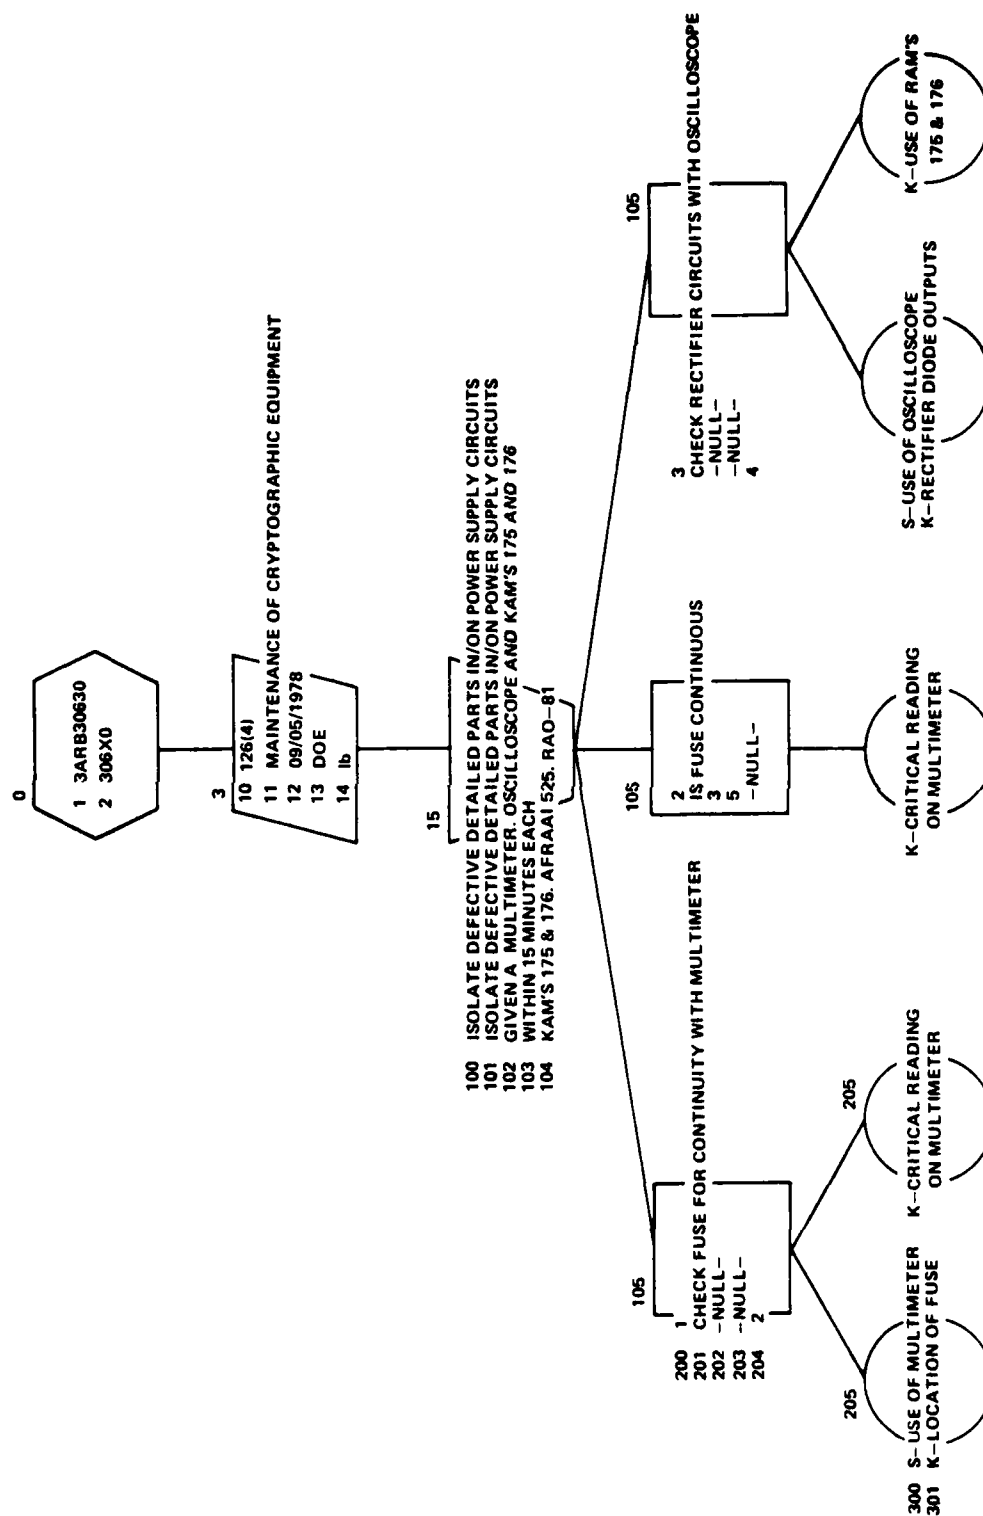 0
1 3ARB30630
2 306X0
3
10 126(4)
11 MAINTENANCE OF CRYPTOGRAPHIC EQUIPMENT
12 09/05/1978
13 DOE
14 lb
15
100 ISOLATE DEFECTIVE DETAILED PARTS IN/ON POWER SUPPLY CIRCUITS
101 ISOLATE DEFECTIVE DETAILED PARTS IN/ON POWER SUPPLY CIRCUITS
102 GIVEN A MULTIMETER. OSCILLOSCOPE AND KAM'S 175 AND 176
103 WITHIN 15 MINUTES EACH
104 KAM'S 175 & 176. AFRAAI 525. RAO-81
105
200 1
201 CHECK FUSE FOR CONTINUITY WITH MULTIMETER
202 -NULL-
203 -NULL-
204 2
105
2
IS FUSE CONTINUOUS
3
5
-NULL-
105
3
CHECK RECTIFIER CIRCUITS WITH OSCILLOSCOPE
-NULL-
-NULL-
4
205
300 S-USE OF MULTIMETER
301 K-LOCATION OF FUSE
205
K-CRITICAL READING
ON MULTIMETER
K-CRITICAL READING
ON MULTIMETER
S-USE OF OSCILLOSCOPE
K-RECTIFIER DIODE OUTPUTS
K-USE OF RAM'S
175 & 176